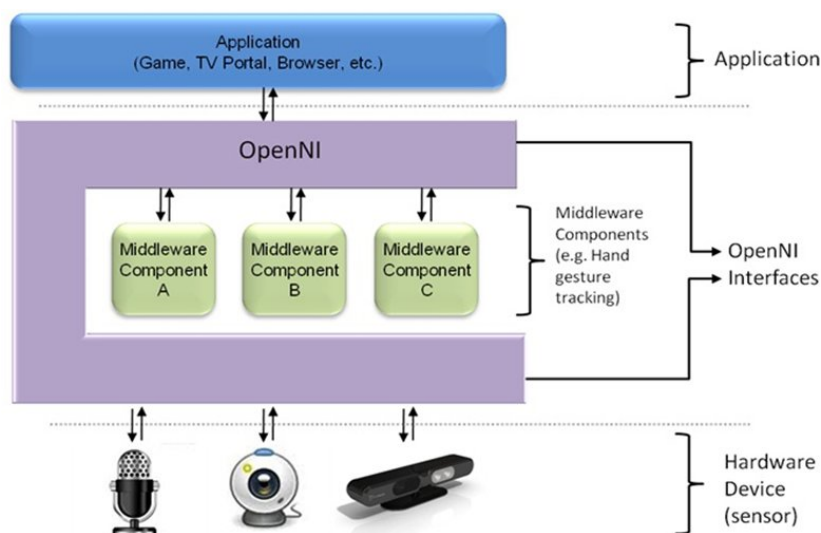 Application
(Game, TV Portal, Browser, etc.)
Application
OpenNI
Middleware
Component
A
Middleware
Component
B
Middleware
Component
C
Middleware
Components
(e.g. Hand
gesture
tracking)
OpenNI
Interfaces
Hardware
Device
(sensor)